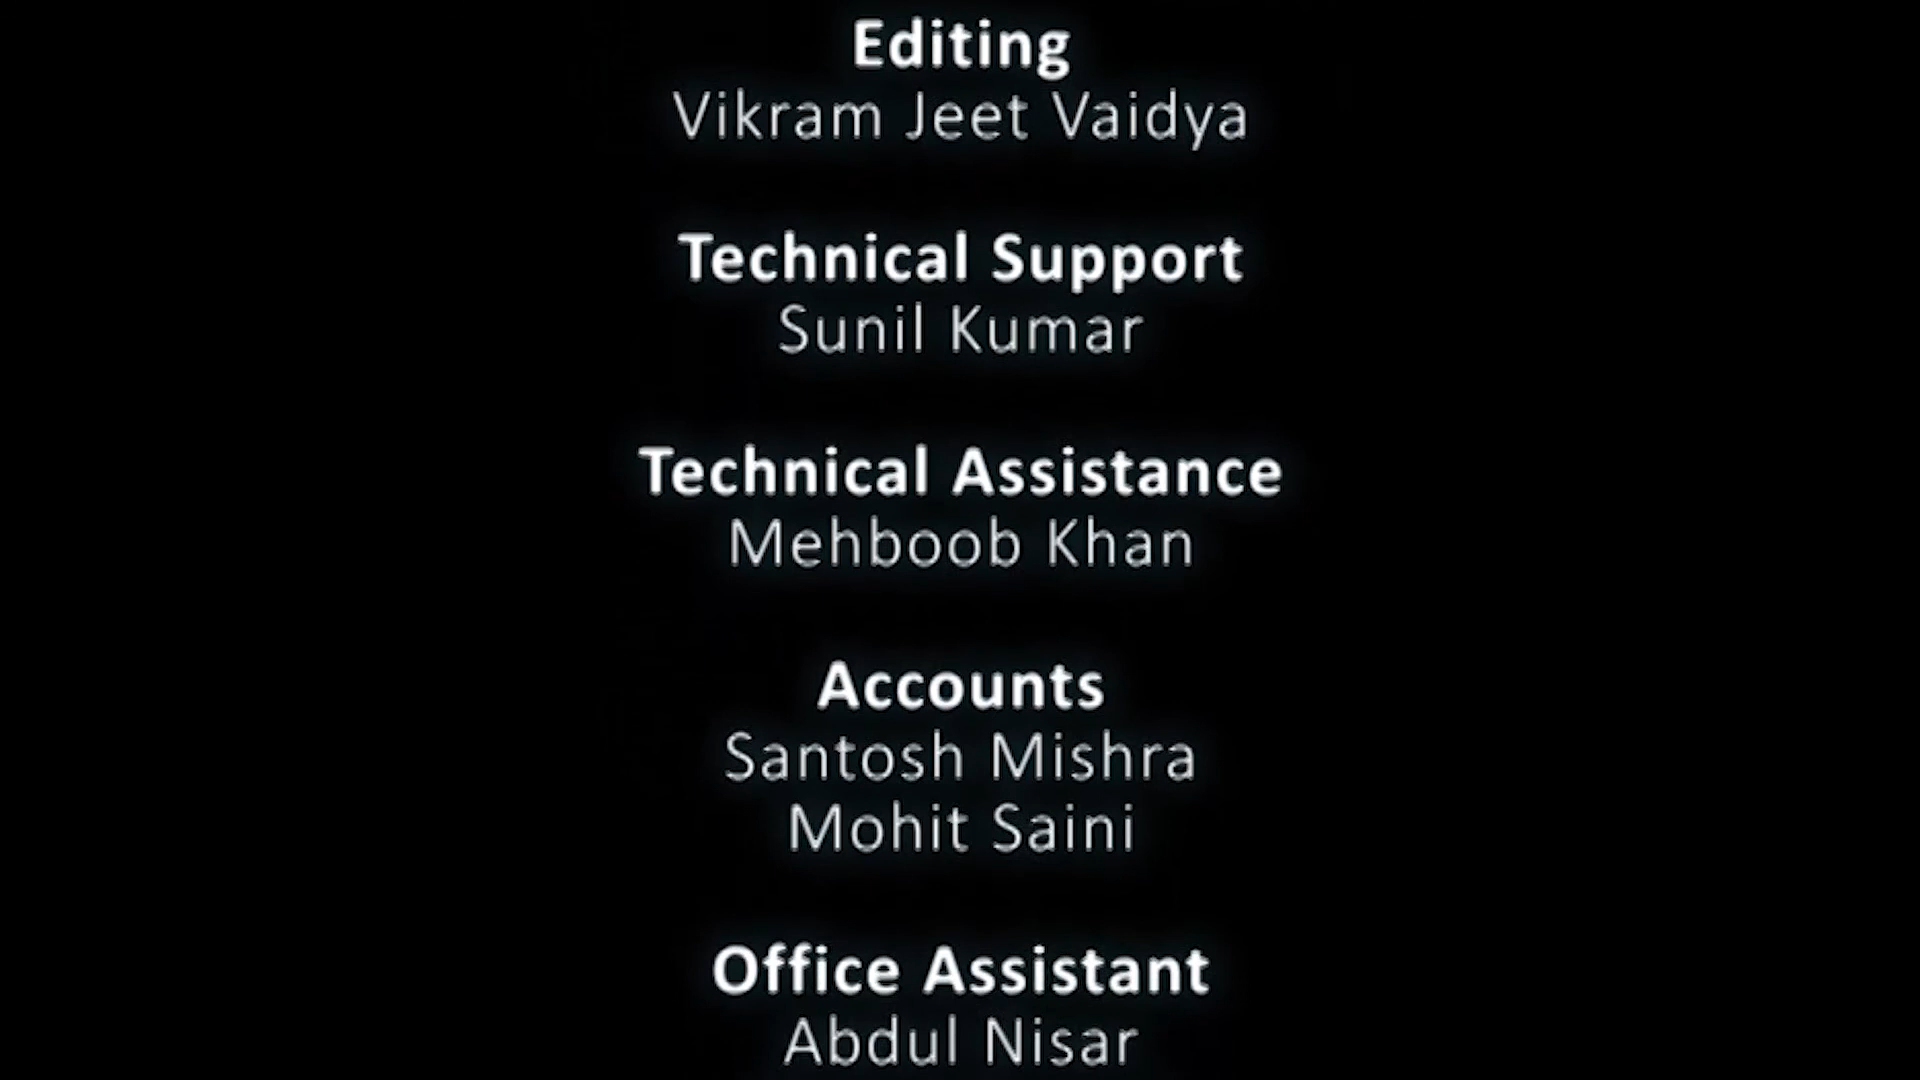 Editing
Vikram Jeet Vaidya
Technical Support
Sunil Kumar
Technical Assistance
Mehboob Khan
Accounts
Santosh Mishra
Mohit Saini
Office Assistant
Abdul Nisar